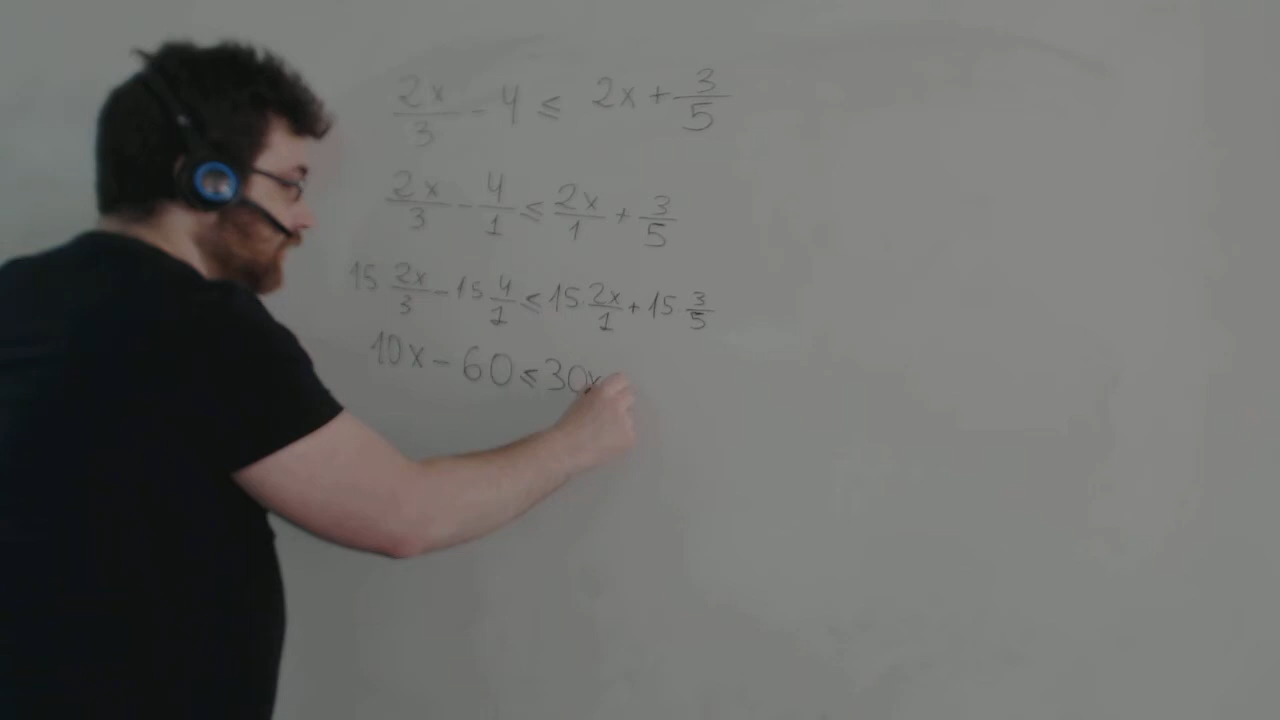 2x/3 - 4 ≤ 2x + 3/5
2x/3 - 4/1 ≤ 2x/1 + 3/5
15 2x/3 - 15 4/1 ≤ 15 2x/1 + 15 3/5
10x - 60 ≤ 30x